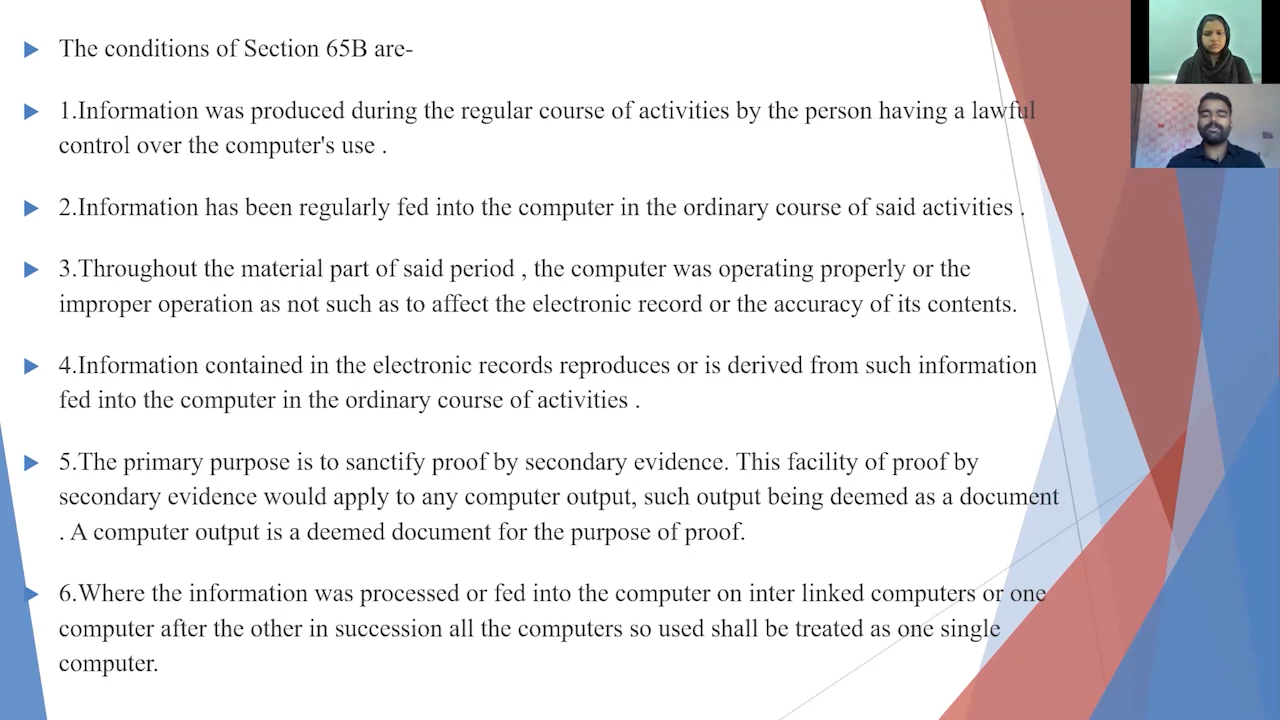 The conditions of Section 65B are-
1.Information was produced during the regular course of activities by the person having a lawful
control over the computer's use .
2.Information has been regularly fed into the computer in the ordinary course of said activities .
3.Throughout the material part of said period , the computer was operating properly or the
improper operation as not such as to affect the electronic record or the accuracy of its contents.
4.Information contained in the electronic records reproduces or is derived from such information
fed into the computer in the ordinary course of activities .
5.The primary purpose is to sanctify proof by secondary evidence. This facility of proof by
secondary evidence would apply to any computer output, such output being deemed as a document
. A computer output is a deemed document for the purpose of proof.
6.Where the information was processed or fed into the computer on inter linked computers or one
computer after the other in succession all the computers so used shall be treated as one single
computer.